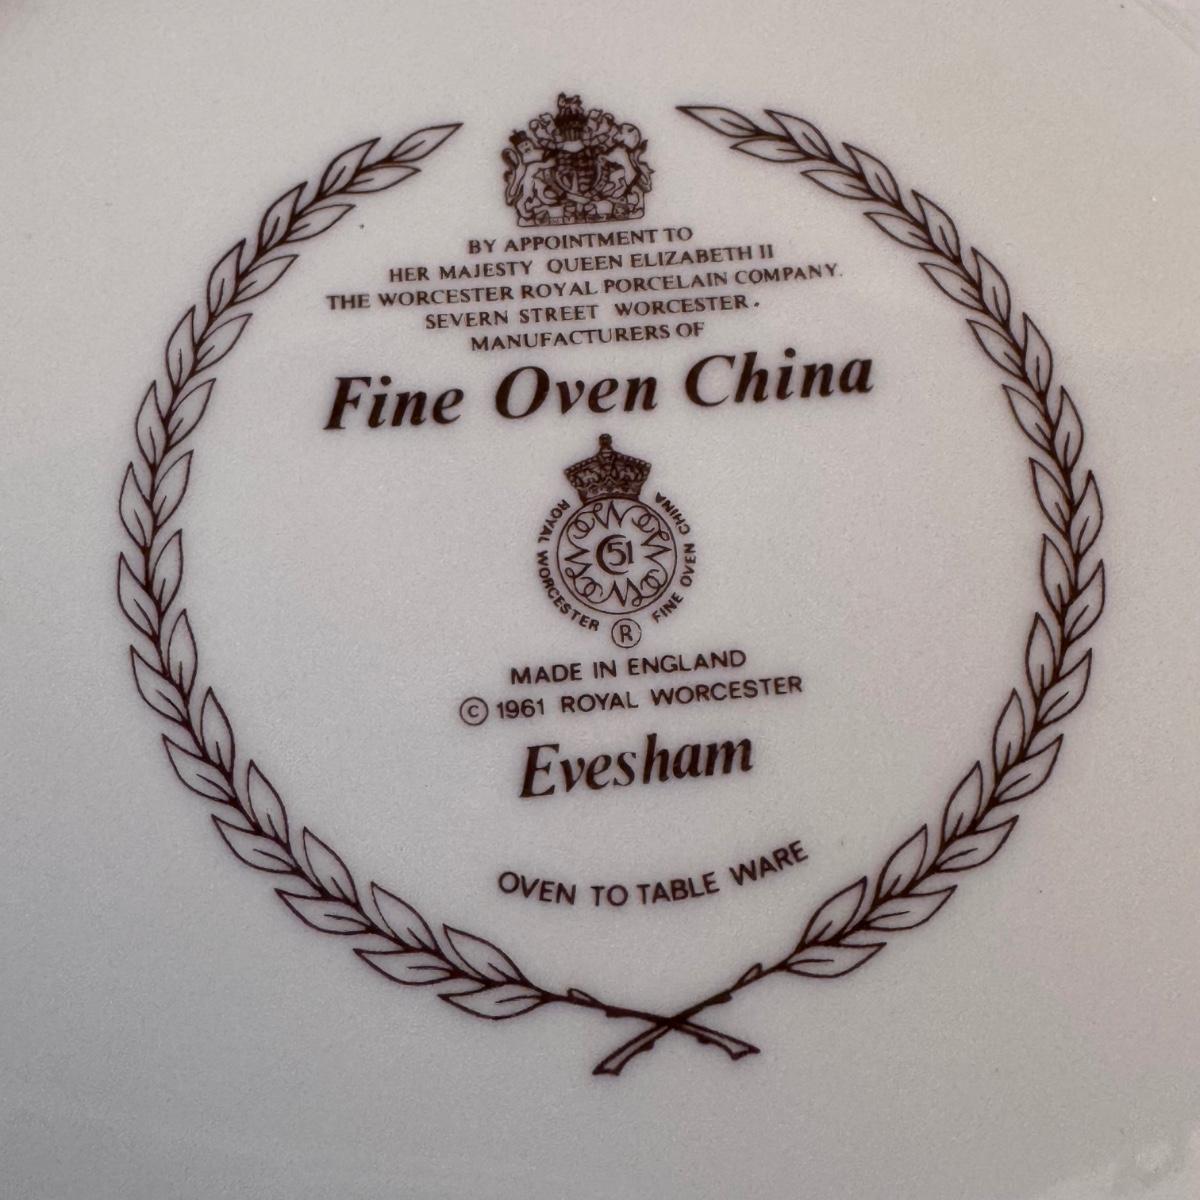 BY APPOINTMENT TO
HER MAJESTY QUEEN ELIZABETH II
THE WORCESTER ROYAL PORCELAIN COMPANY.
SEVERN STREET WORCESTER.
MANUFACTURERS OF
Fine Oven China
ROYAL WORCESTER FINE OVEN CHINA
C51
®
MADE IN ENGLAND
© 1961 ROYAL WORCESTER
Evesham
OVEN TO TABLE WARE